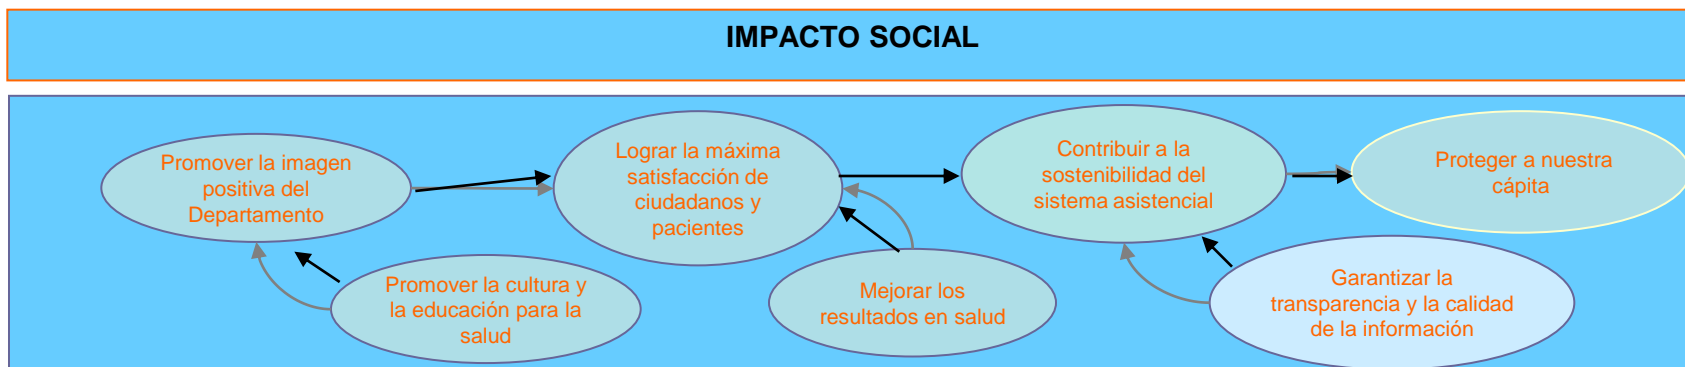 IMPACTO SOCIAL
Promover la imagen
positiva del
Departamento
Lograr la máxima
satisfacción de
ciudadanos y
pacientes
Contribuir a la
sostenibilidad del
sistema asistencial
Proteger a nuestra
cápita
Promover la cultura y
la educación para la
salud
Mejorar los
resultados en salud
Garantizar la
transparencia y la calidad
de la información